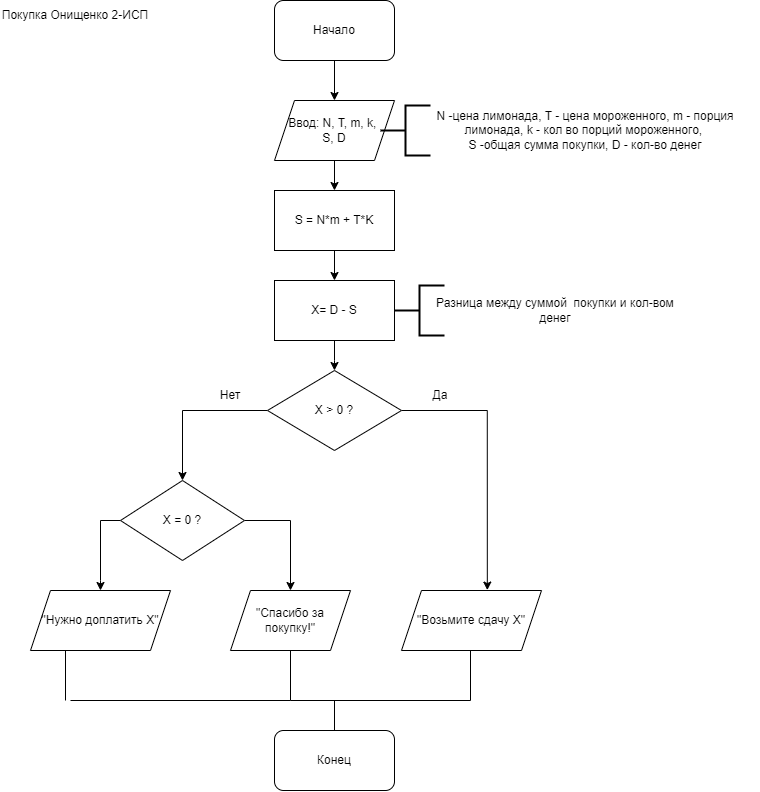 Покупка Онищенко 2-ИСП
Начало
Ввод: N, T, m, k,
S, D
N -цена лимонада, T - цена мороженного, m - порция
лимонада, k - кол во порций мороженного,
S -общая сумма покупки, D - кол-во денег
S = N*m + T*K
X= D - S
Разница между суммой покупки и кол-вом
денег
Нет
Да
X > 0 ?
X = 0 ?
"Нужно доплатить X"
"Спасибо за
покупку!"
"Возьмите сдачу X"
Конец